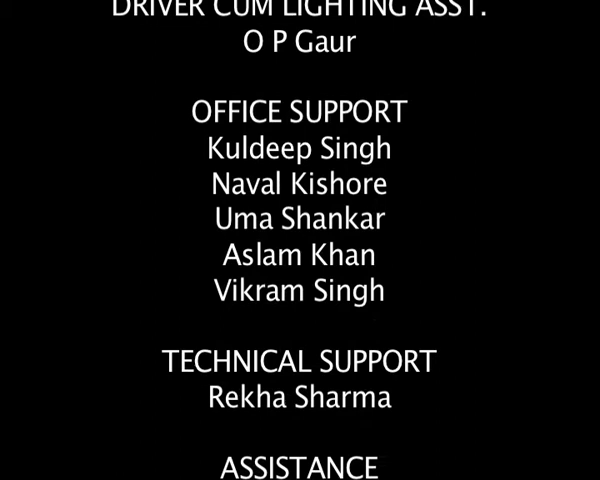 DRIVER CUM LIGHTING ASST.
O P Gaur
OFFICE SUPPORT
Kuldeep Singh
Naval Kishore
Uma Shankar
Aslam Khan
Vikram Singh
TECHNICAL SUPPORT
Rekha Sharma
ASSISTANCE